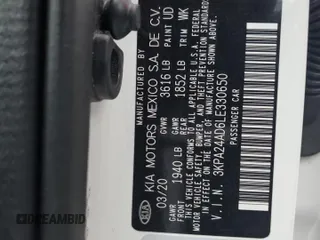 KIA
KIA MOTORS MEXICO S.A. DE C.V.
03/20 GVWR 3616 LB PAINT UD
GAWR FRONT 1940 LB GAWR REAR 1852 LB TRIM WK
THIS VEHICLE CONFORMS TO ALL APPLICABLE U.S. FEDERAL MOTOR VEHICLE SAFETY, BUMPER, AND THEFT PREVENTION STANDARDS
IN EFFECT ON THE DATE OF MANUFACTURE SHOWN ABOVE.
V.I.N. 3KPA24AD6LE330650
PASSENGER CAR
DREAMBID